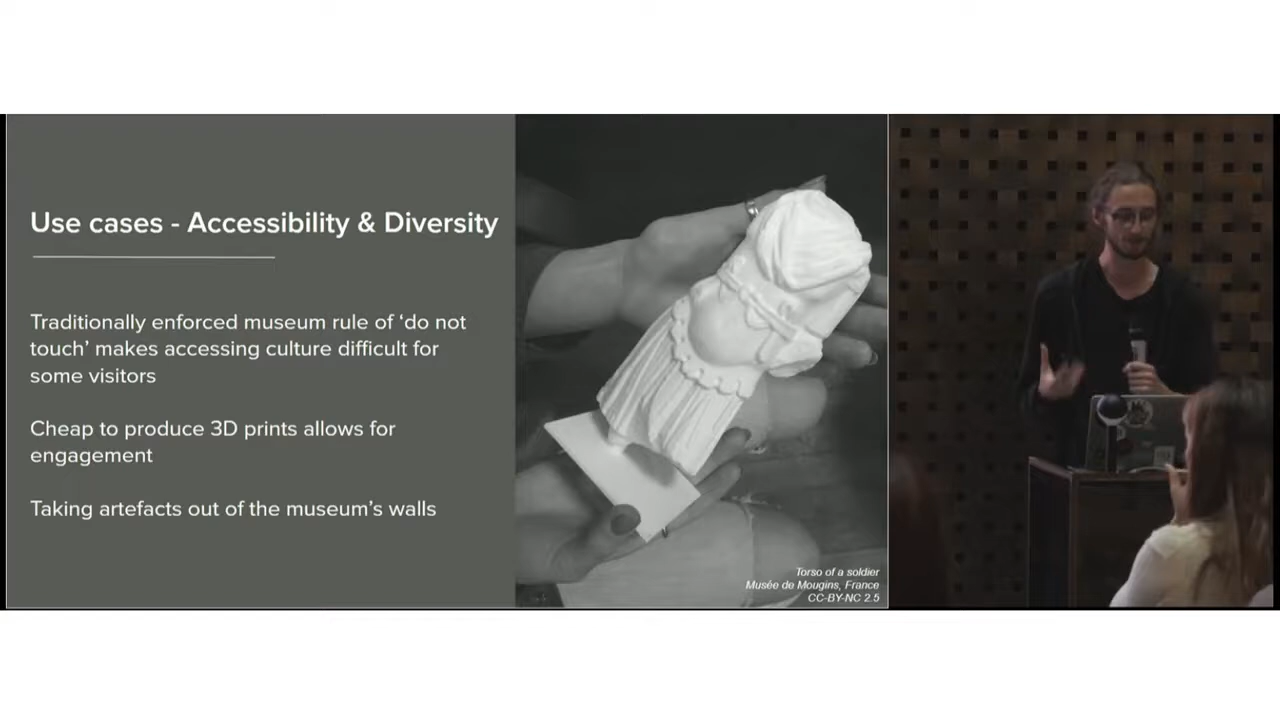 Use cases - Accessibility & Diversity
Traditionally enforced museum rule of ‘do not
touch’ makes accessing culture difficult for
some visitors
Cheap to produce 3D prints allows for
engagement
Taking artefacts out of the museum’s walls
Torso of a soldier
Musée de Mougins, France
CC-BY-NC 2.5